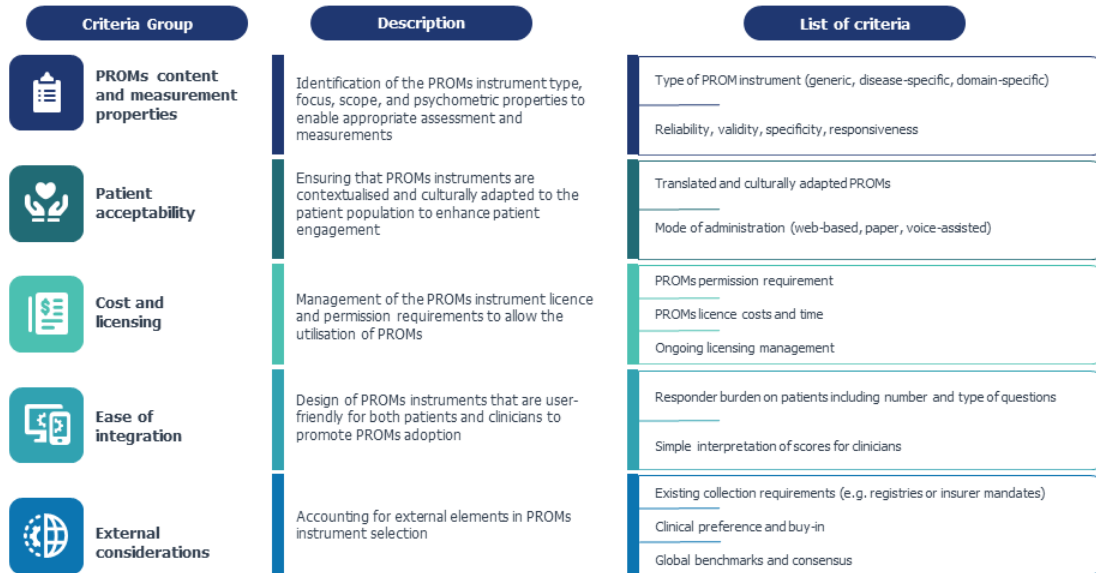 Criteria Group
Description
List of criteria
PROMs content
and measurement
properties
Identification of the PROMs instrument type,
focus, scope, and psychometric properties to
enable appropriate assessment and
measurements
Type of PROM instrument (generic, disease-specific, domain-specific)
Reliability, validity, specificity, responsiveness
Patient
acceptability
Ensuring that PROMs instruments are
contextualised and culturally adapted to the
patient population to enhance patient
engagement
Translated and culturally adapted PROMs
Mode of administration (web-based, paper, voice-assisted)
Cost and
licensing
Management of the PROMs instrument licence
and permission requirements to allow the
utilisation of PROMs
PROMs permission requirement
PROMs licence costs and time
Ongoing licensing management
Ease of
integration
Design of PROMs instruments that are user-
friendly for both patients and clinicians to
promote PROMs adoption
Responder burden on patients including number and type of questions
Simple interpretation of scores for clinicians
External
considerations
Accounting for external elements in PROMs
instrument selection
Existing collection requirements (e.g. registries or insurer mandates)
Clinical preference and buy-in
Global benchmarks and consensus